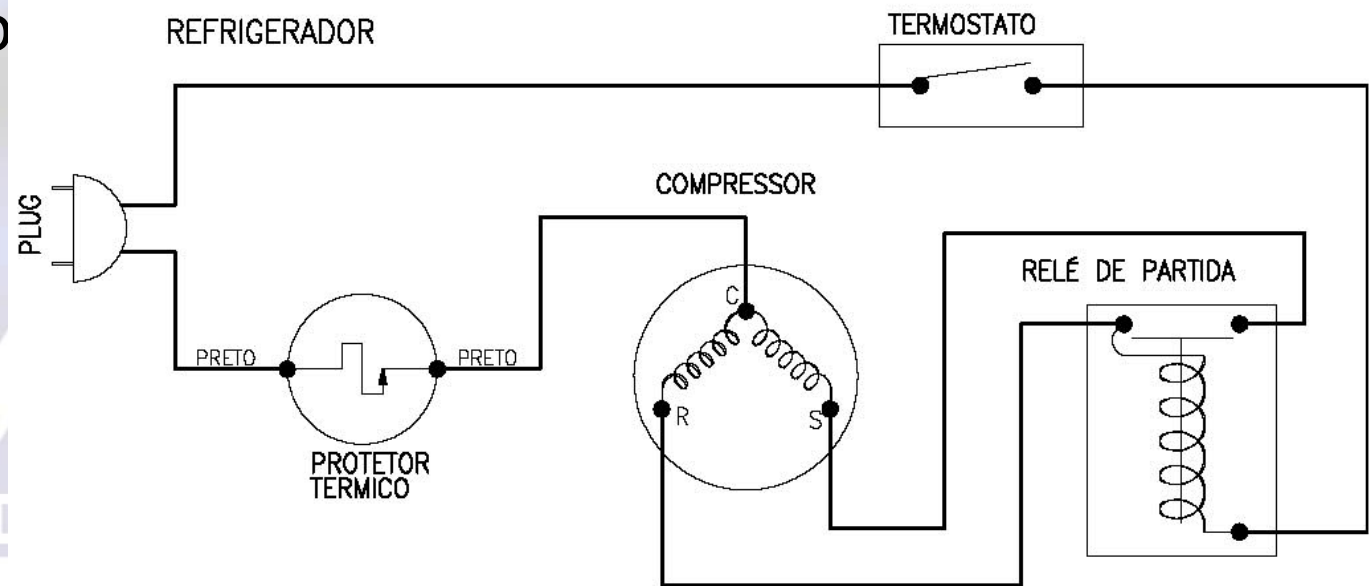 REFRIGERADOR
TERMOSTATO
PLUG
COMPRESSOR
RELÉ DE PARTIDA
C
PRETO
PRETO
R
S
PROTETOR
TERMICO